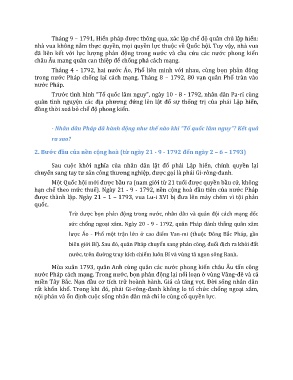 Tháng 9 - 1791, Hiến pháp được thông qua, xác lập chế độ quân chủ lập hiến:
nhà vua không nắm thực quyền, mọi quyền lực thuộc về Quốc hội. Tuy vậy, nhà vua
đã liên kết với lực lượng phản động trong nước và cầu cứu các nước phong kiến
châu Âu mang quân can thiệp để chống phá cách mạng.
Tháng 4 - 1792, hai nước Áo, Phổ liên minh với nhau, cùng bọn phản động
trong nước Pháp chống lại cách mạng. Tháng 8 - 1792, 80 vạn quân Phổ tràn vào
nước Pháp.
Trước tình hình "Tổ quốc lâm nguy", ngày 10 - 8 - 1792, nhân dân Pa-ri cùng
quân tình nguyện các địa phương đứng lên lật đổ sự thống trị của phái Lập hiến,
đồng thời xoá bỏ chế độ phong kiến.
- Nhân dân Pháp đã hành động như thế nào khi "Tổ quốc lâm nguy"? Kết quả
ra sao?
2. Bước đầu của nền cộng hoà (từ ngày 21 - 9 - 1792 đến ngày 2 - 6 - 1793)
Sau cuộc khởi nghĩa của nhân dân lật đổ phái Lập hiến, chính quyền lại
chuyển sang tay tư sản công thương nghiệp, được gọi là phái Gi-rông-đanh.
Một Quốc hội mới được bầu ra (nam giới từ 21 tuổi được quyền bầu cử, không
hạn chế theo mức thuế). Ngày 21 - 9 - 1792, nền cộng hoà đầu tiên của nước Pháp
được thành lập. Ngày 21 - 1 - 1793, vua Lu-i XVI bị đưa lên máy chém vì tội phản
quốc.
Trừ được bọn phản động trong nước, nhân dân và quân đội cách mạng đốc
sức chống ngoại xâm. Ngày 20 - 9 - 1792, quân Pháp đánh thắng quân xâm
lược Áo - Phổ một trận lớn ở cao điểm Van-mi (thuộc Đông Bắc Pháp, gần
biên giới Bỉ). Sau đó, quân Pháp chuyển sang phản công, đuổi địch ra khỏi đất
nước, trên đường truy kích chiếm luôn Bỉ và vùng tả ngạn sông Ranh.
Mùa xuân 1793, quân Anh cùng quân các nước phong kiến châu Âu tấn công
nước Pháp cách mạng. Trong nước, bọn phản động lại nổi loạn ở vùng Văng-đê và cả
miền Tây Bắc. Nạn đầu cơ tích trữ hoành hành. Giá cả tăng vọt. Đời sống nhân dân
rất khốn khổ. Trong khi đó, phái Gi-rông-đanh không lo tổ chức chống ngoại xâm,
nội phản và ổn định cuộc sống nhân dân mà chỉ lo củng cố quyền lực.